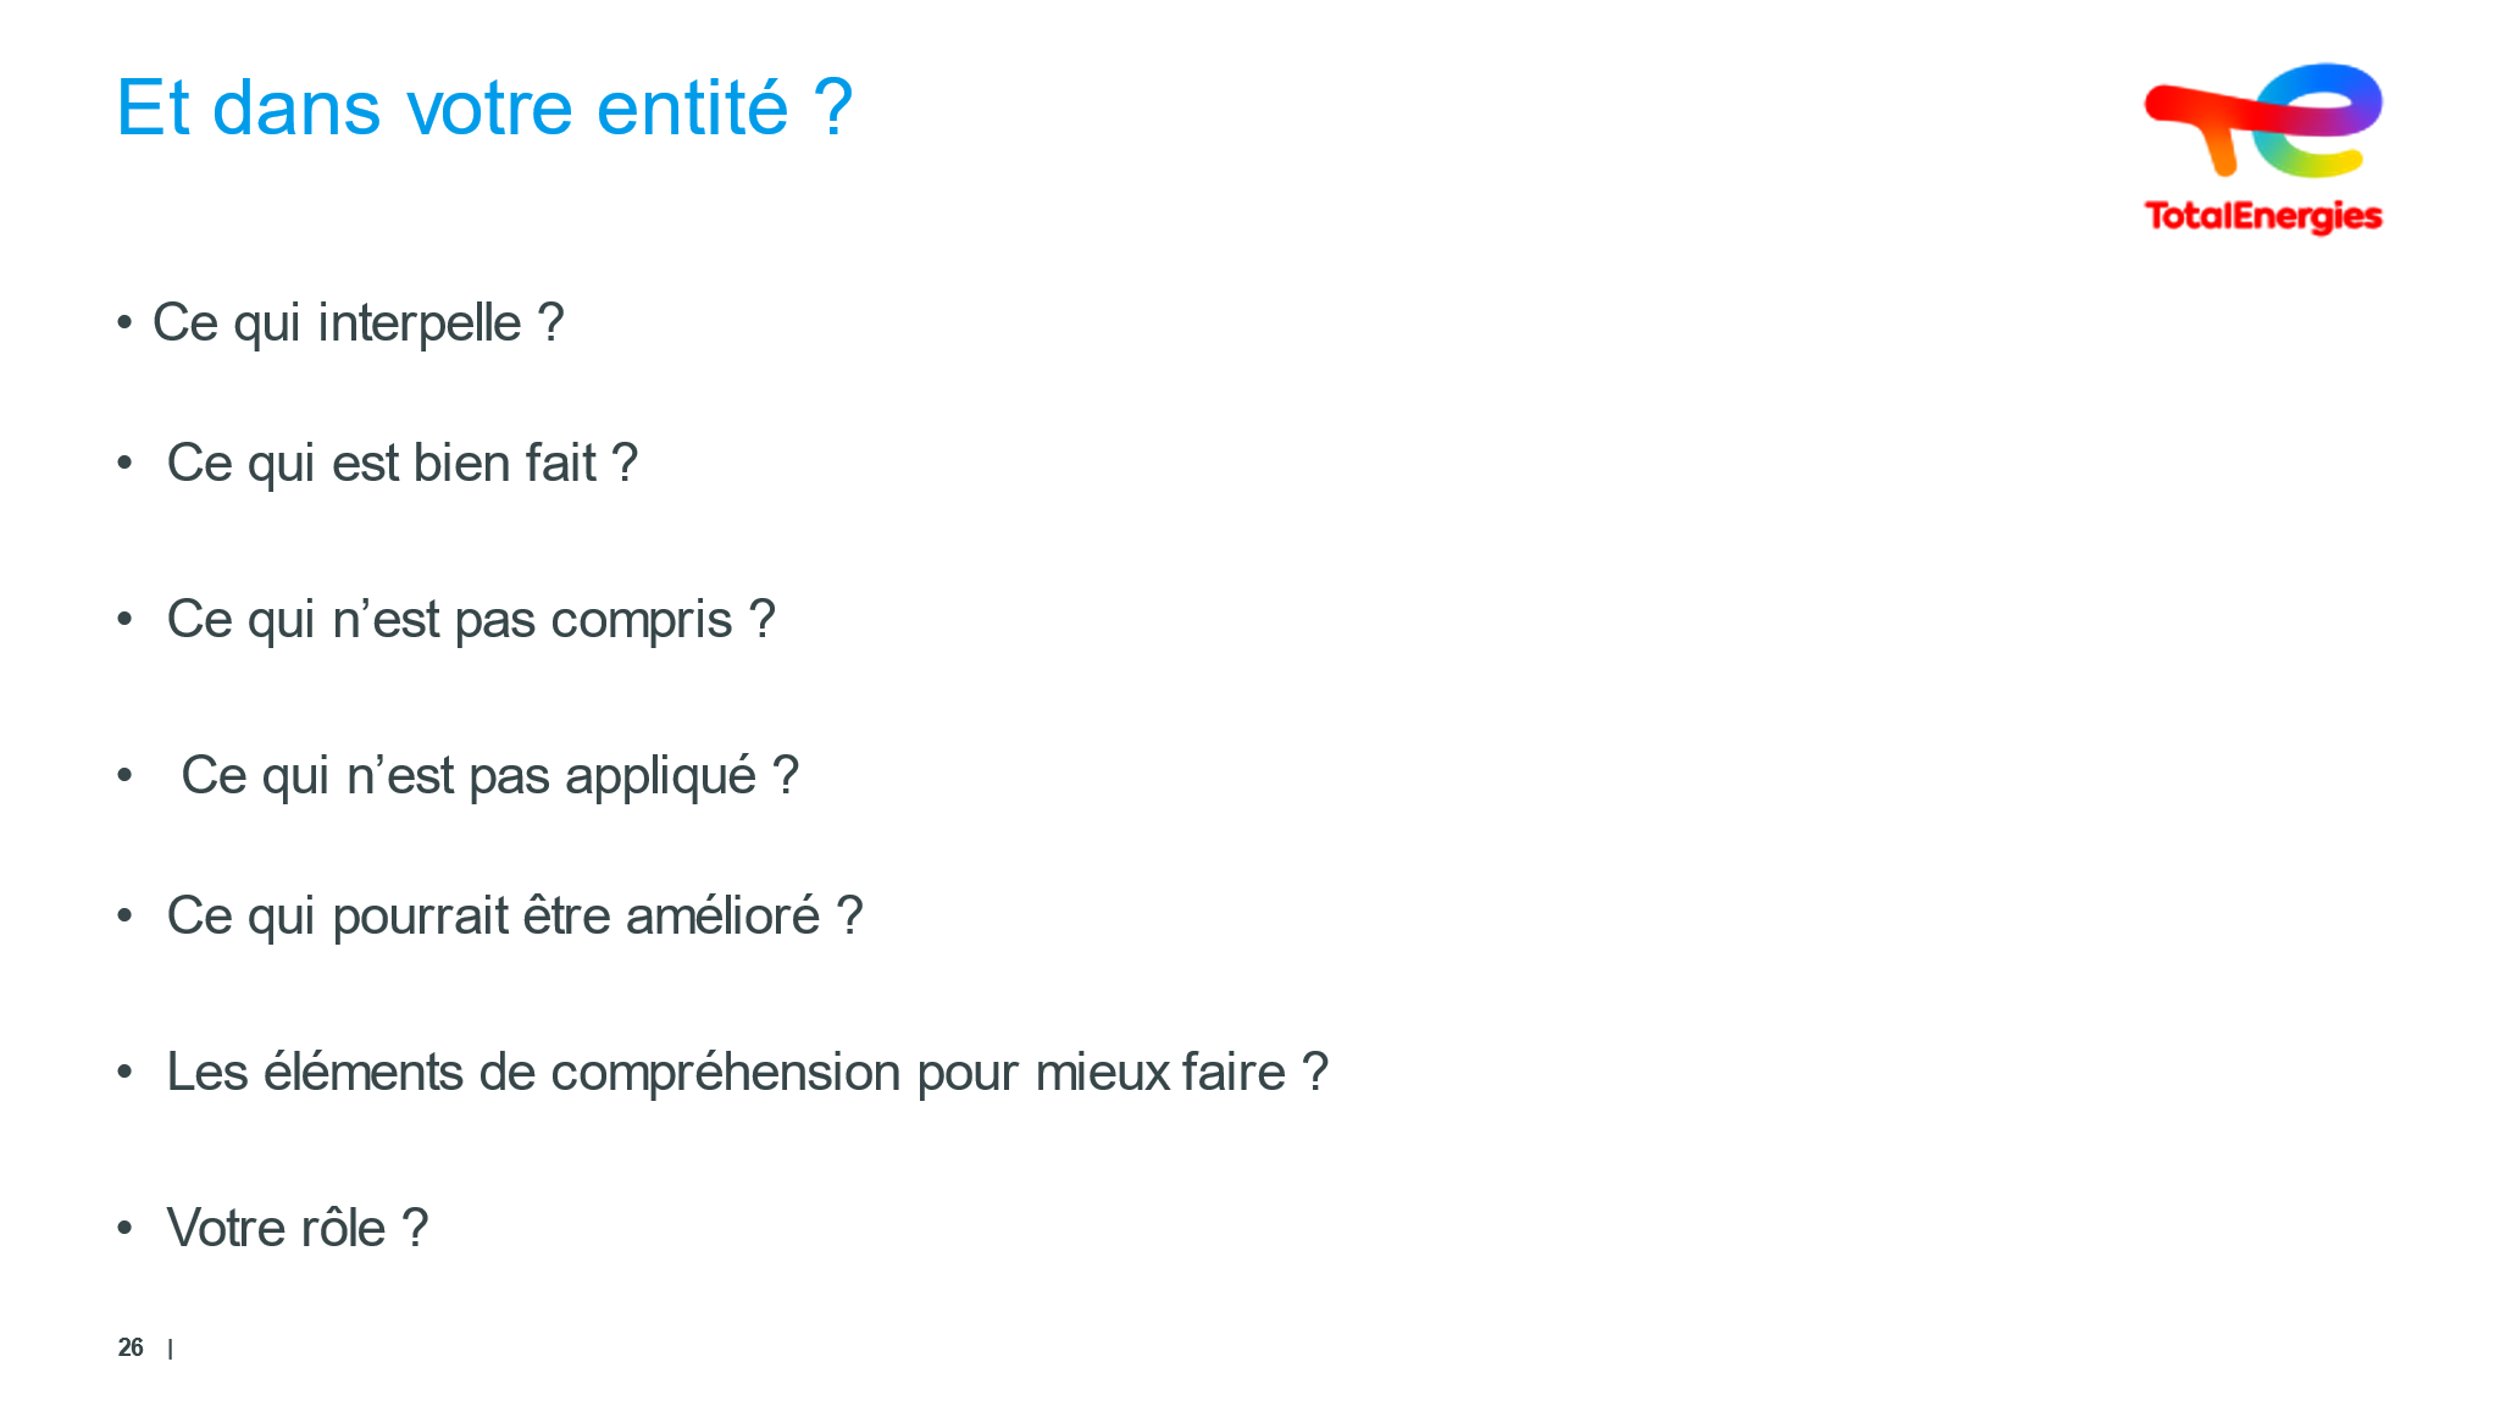 Et dans votre entité ?
TotalEnergies
• Ce qui interpelle ?
• Ce qui est bien fait ?
• Ce qui n’est pas compris ?
• Ce qui n’est pas appliqué ?
• Ce qui pourrait être amélioré ?
• Les éléments de compréhension pour mieux faire ?
• Votre rôle ?
26 |